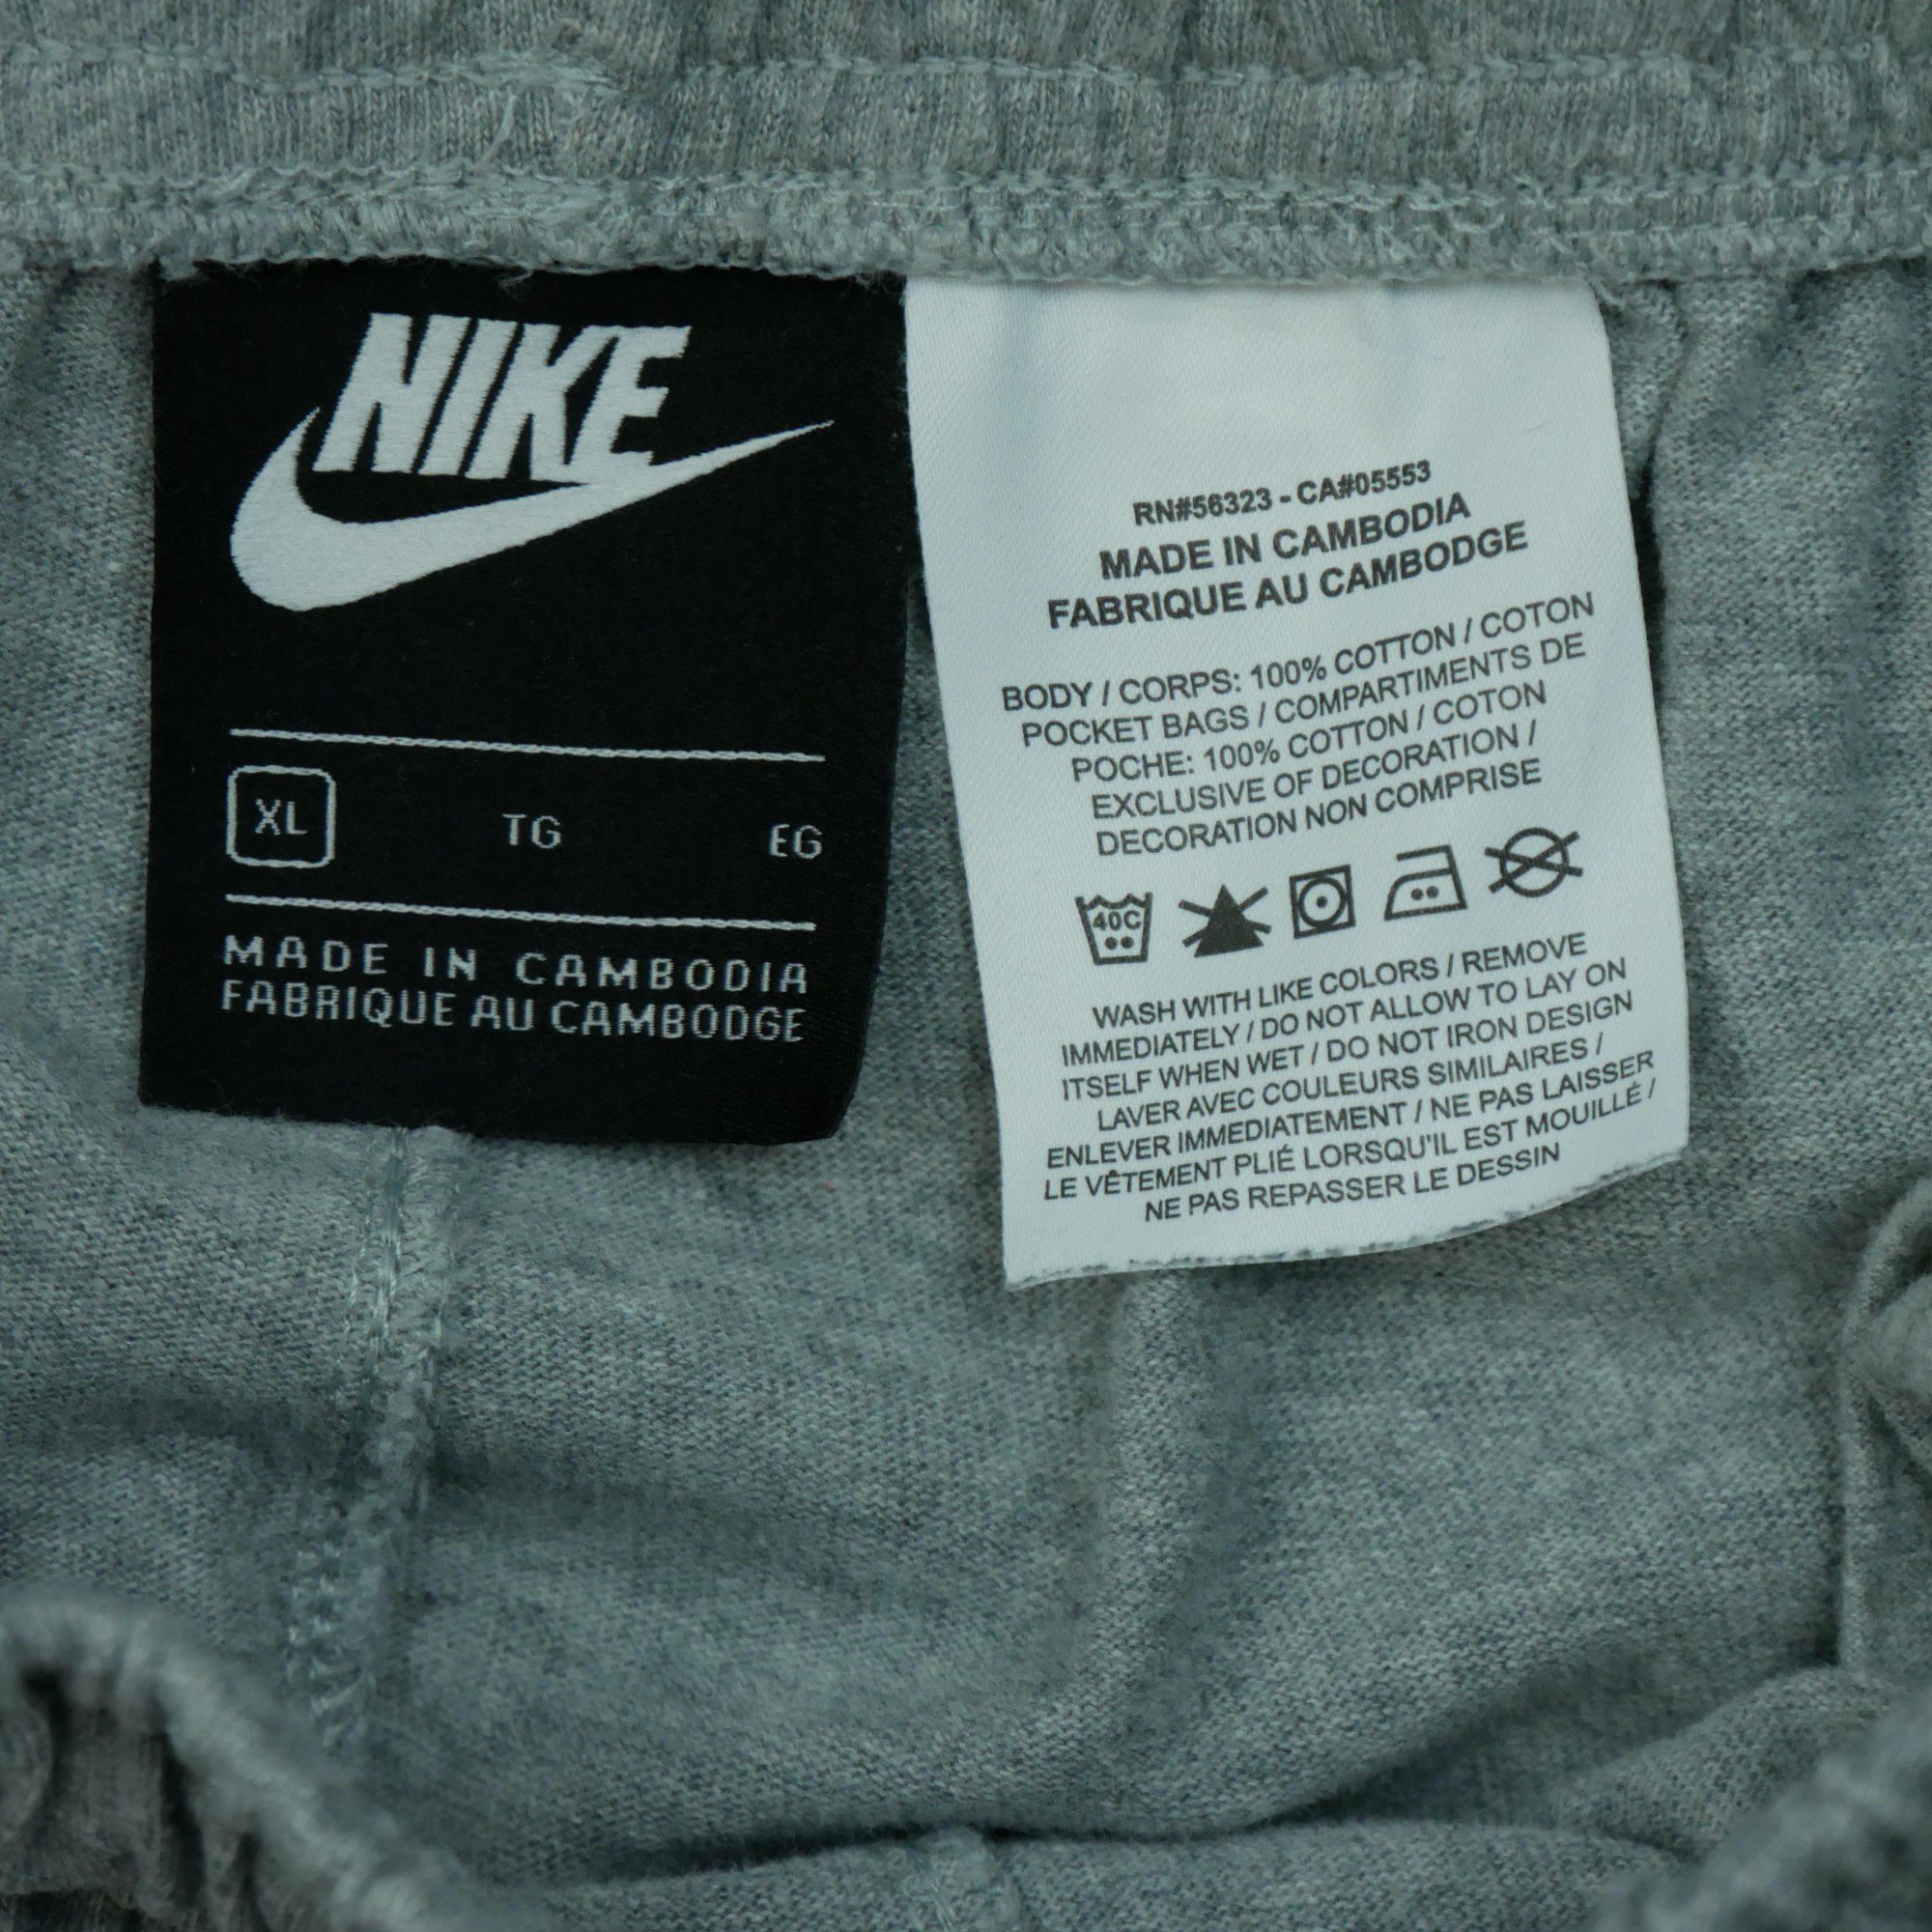 NIKE
XL TG EG
MADE IN CAMBODIA
FABRIQUE AU CAMBODGE
RN#56323 - CA#05553
MADE IN CAMBODIA
FABRIQUE AU CAMBODGE
BODY / CORPS: 100% COTTON / COTON
POCKET BAGS / COMPARTIMENTS DE
POCHE: 100% COTTON / COTON
EXCLUSIVE OF DECORATION /
DECORATION NON COMPRISE
40C
WASH WITH LIKE COLORS / REMOVE
IMMEDIATELY / DO NOT ALLOW TO LAY ON
ITSELF WHEN WET / DO NOT IRON DESIGN
LAVER AVEC COULEURS SIMILAIRES /
ENLEVER IMMEDIATEMENT / NE PAS LAISSER
LE VÊTEMENT PLIÉ LORSQU'IL EST MOUILLÉ /
NE PAS REPASSER LE DESSIN